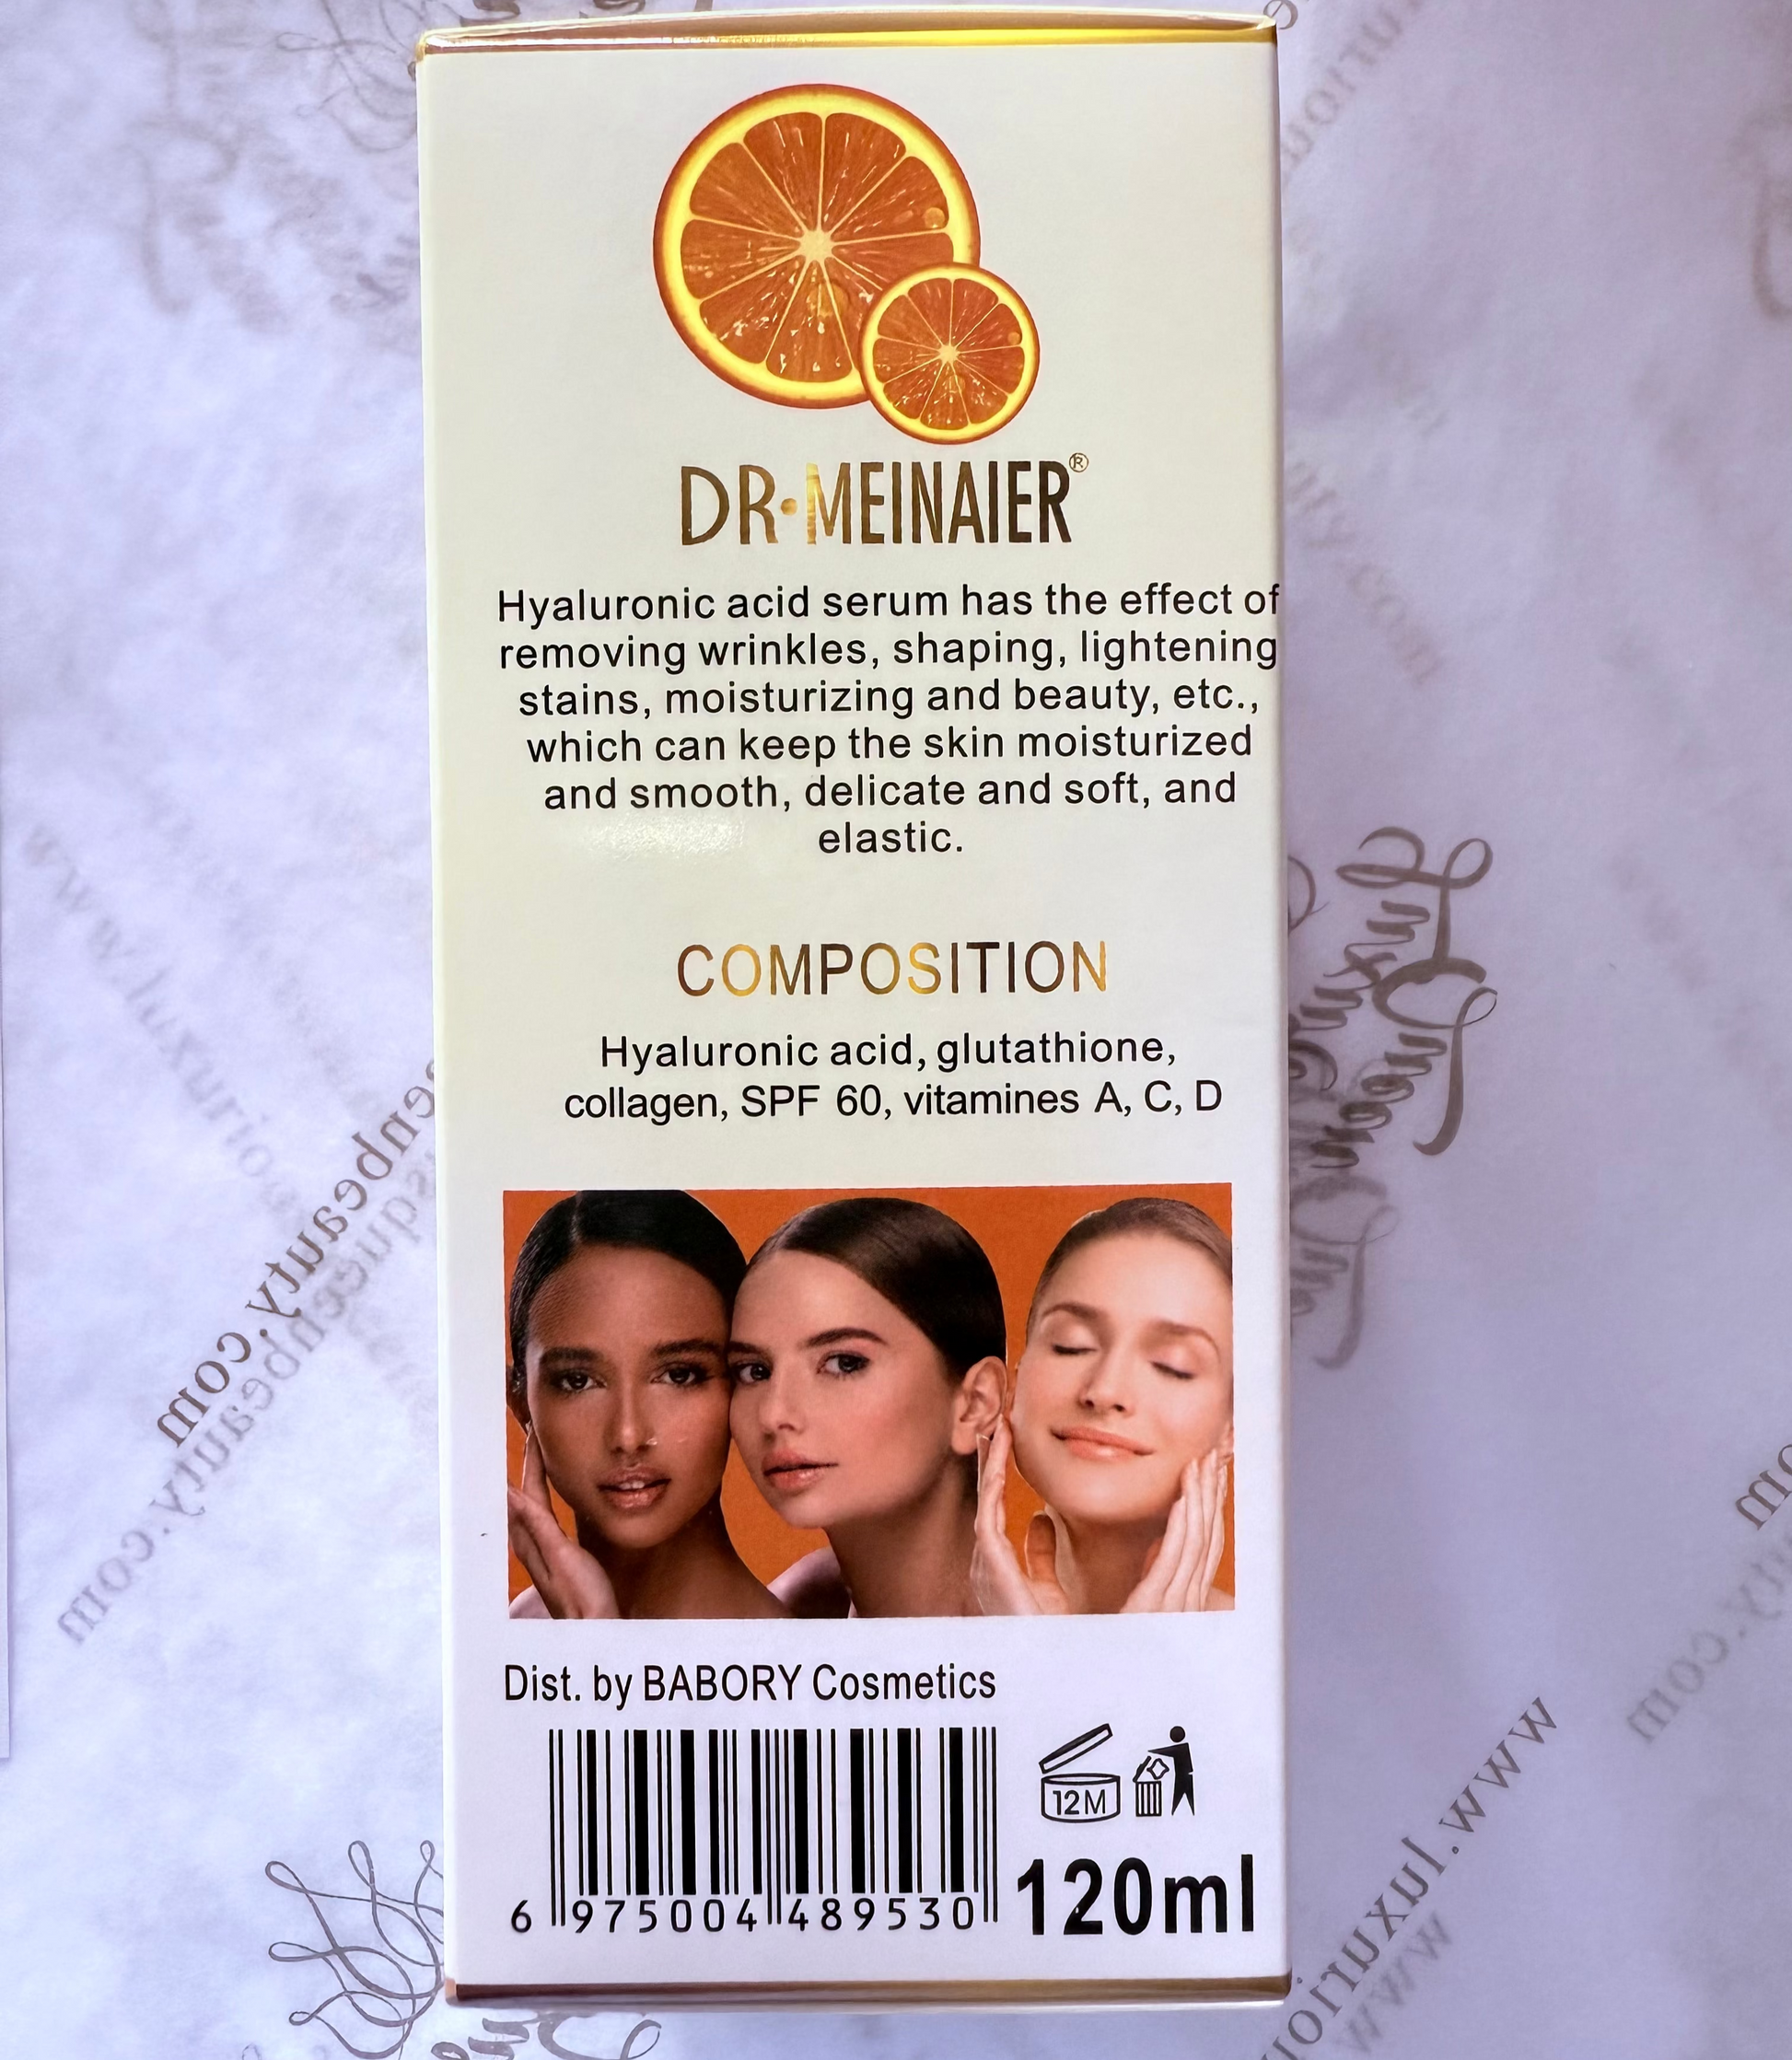 DR·MEINAIER®
Hyaluronic acid serum has the effect of
removing wrinkles, shaping, lightening
stains, moisturizing and beauty, etc.,
which can keep the skin moisturized
and smooth, delicate and soft, and
elastic.
COMPOSITION
Hyaluronic acid, glutathione,
collagen, SPF 60, vitamines A, C, D
Dist. by BABORY Cosmetics
12M
6 975004 489530
120ml